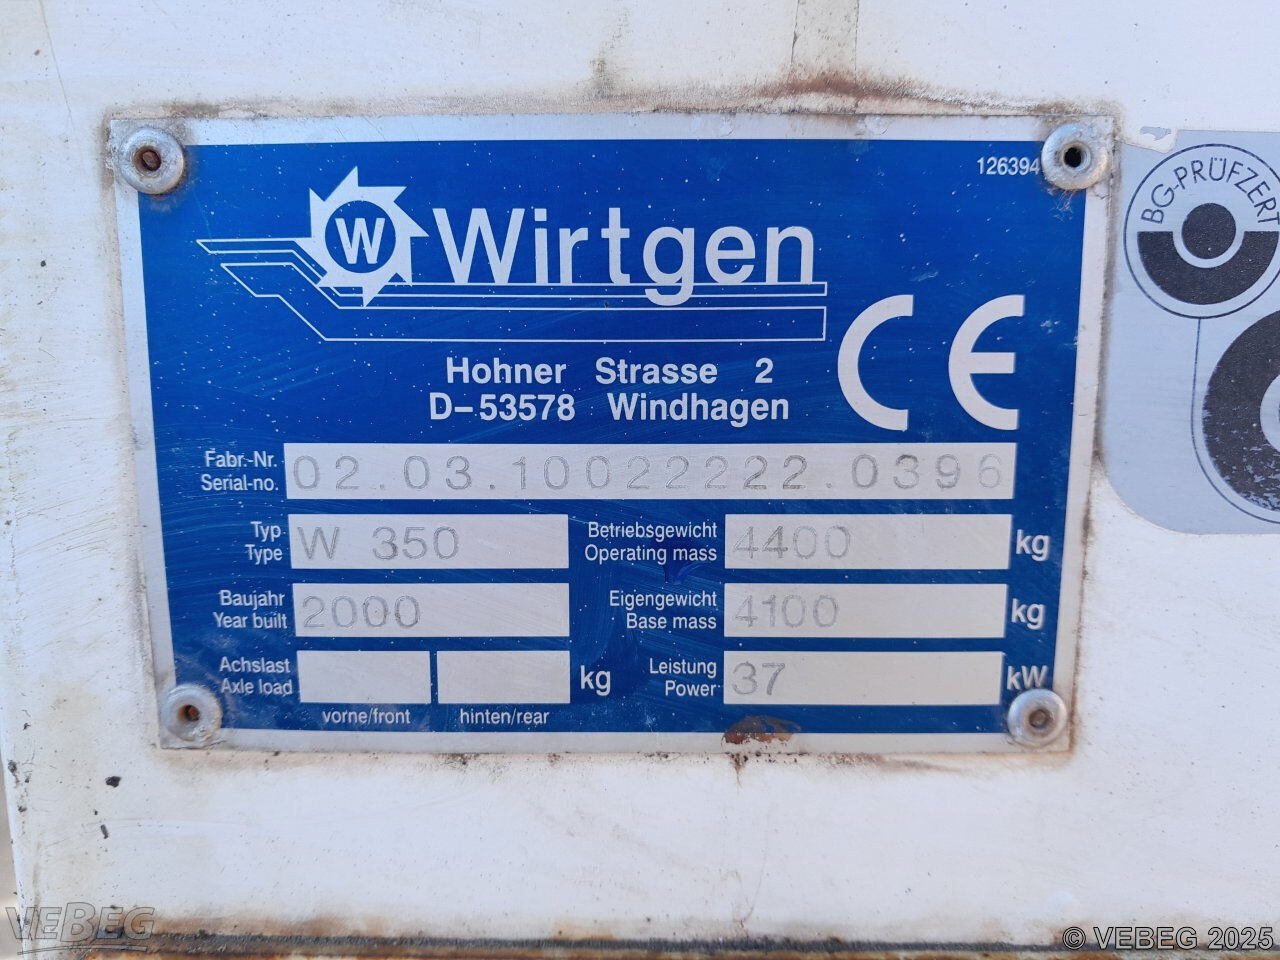 126394
BG-PRÜFZERT
W
Wirtgen
CE
Hohner Strasse 2
D-53578 Windhagen
Fabr.-Nr.
Serial-no.
02.03.10022222.0396
Typ
Type
W 350
Betriebsgewicht
Operating mass
4400
kg
Baujahr
Year built
2000
Eigengewicht
Base mass
4100
kg
Achslast
Axle load
kg
vorne/front
hinten/rear
Leistung
Power
37
kW
VEBEG
© VEBEG 2025